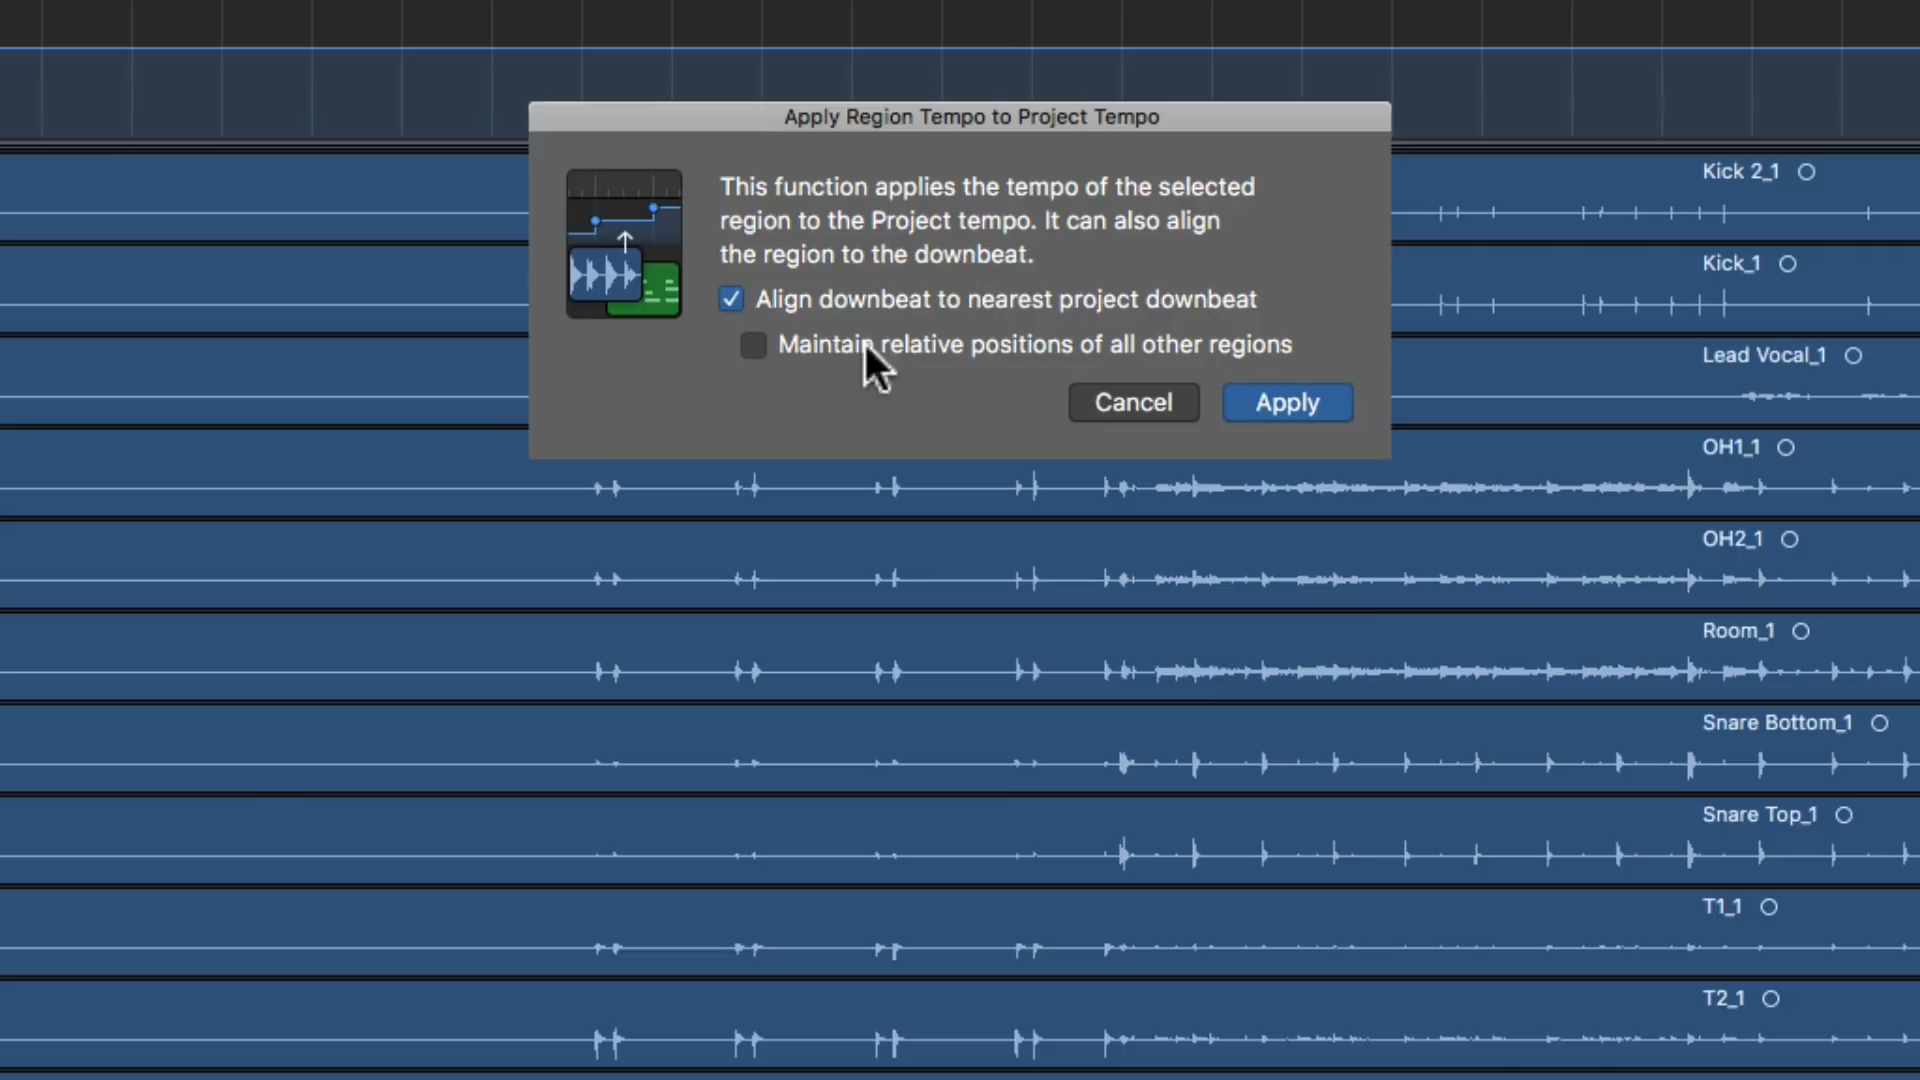 Apply Region Tempo to Project Tempo
This function applies the tempo of the selected
region to the Project tempo. It can also align
the region to the downbeat.
Align downbeat to nearest project downbeat
Maintain relative positions of all other regions
Cancel
Apply
Kick 2_1
Kick_1
Lead Vocal_1
OH1_1
OH2_1
Room_1
Snare Bottom_1
Snare Top_1
T1_1
T2_1